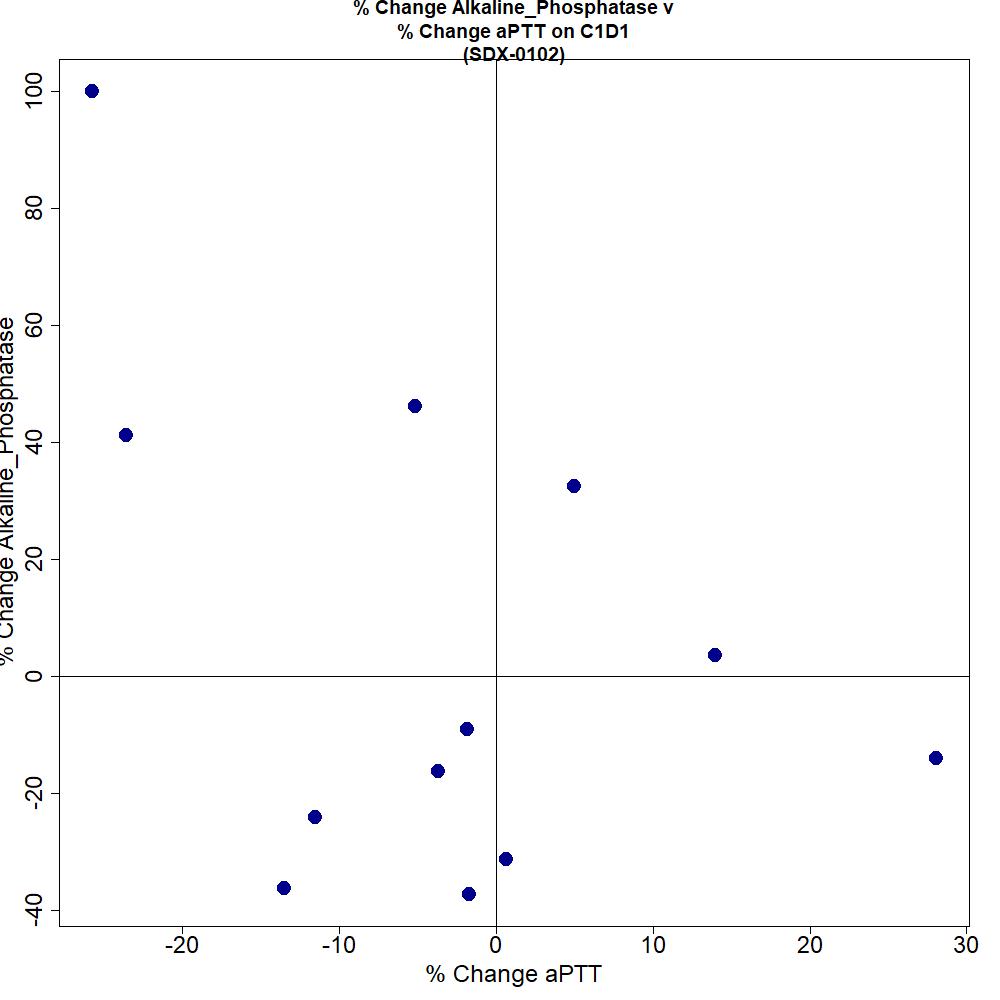 % Change Alkaline_Phosphatase v
% Change aPTT on C1D1
(SDX-0102)
% Change Alkaline_Phosphatase
100
80
60
40
20
0
-20
-40
-20
-10
0
10
20
30
% Change aPTT